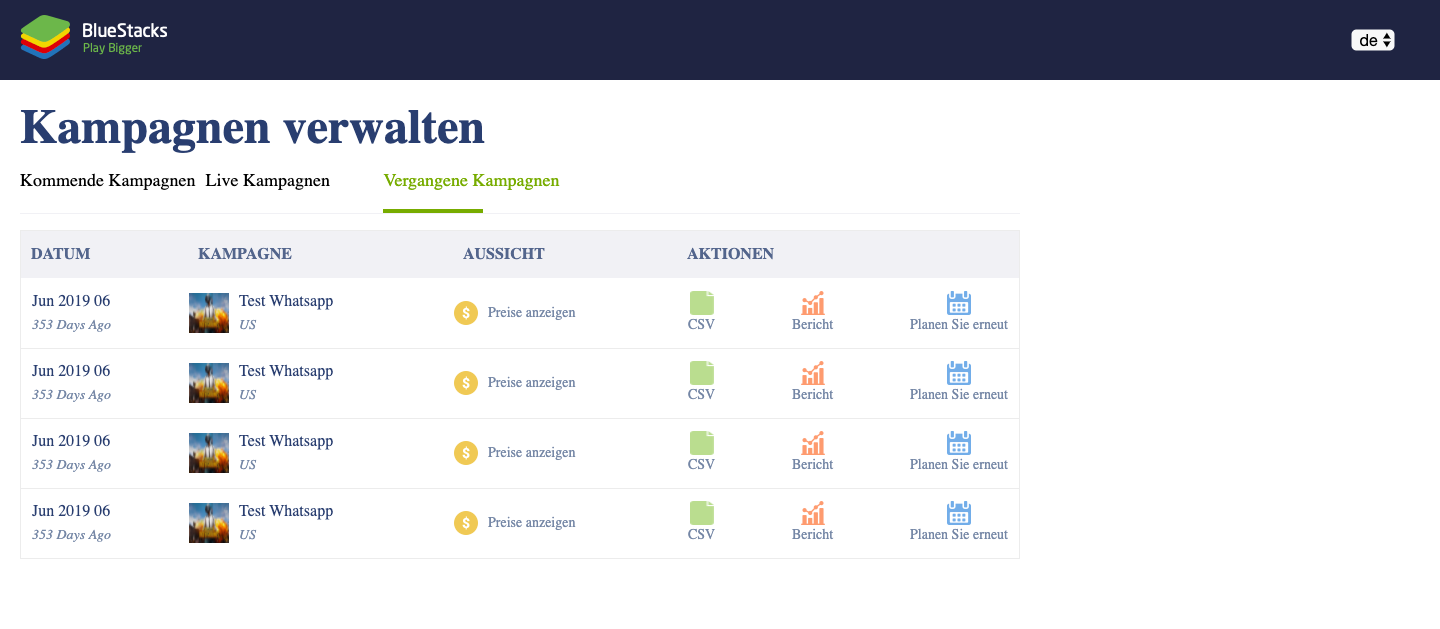 BlueStacks
Play Bigger
de
Kampagnen verwalten
Kommende Kampagnen Live Kampagnen Vergangene Kampagnen
DATUM KAMPAGNE AUSSICHT AKTIONEN
Jun 2019 06 Test Whatsapp
353 Days Ago US
$ Preise anzeigen
CSV Bericht Planen Sie erneut
Jun 2019 06 Test Whatsapp
353 Days Ago US
$ Preise anzeigen
CSV Bericht Planen Sie erneut
Jun 2019 06 Test Whatsapp
353 Days Ago US
$ Preise anzeigen
CSV Bericht Planen Sie erneut
Jun 2019 06 Test Whatsapp
353 Days Ago US
$ Preise anzeigen
CSV Bericht Planen Sie erneut